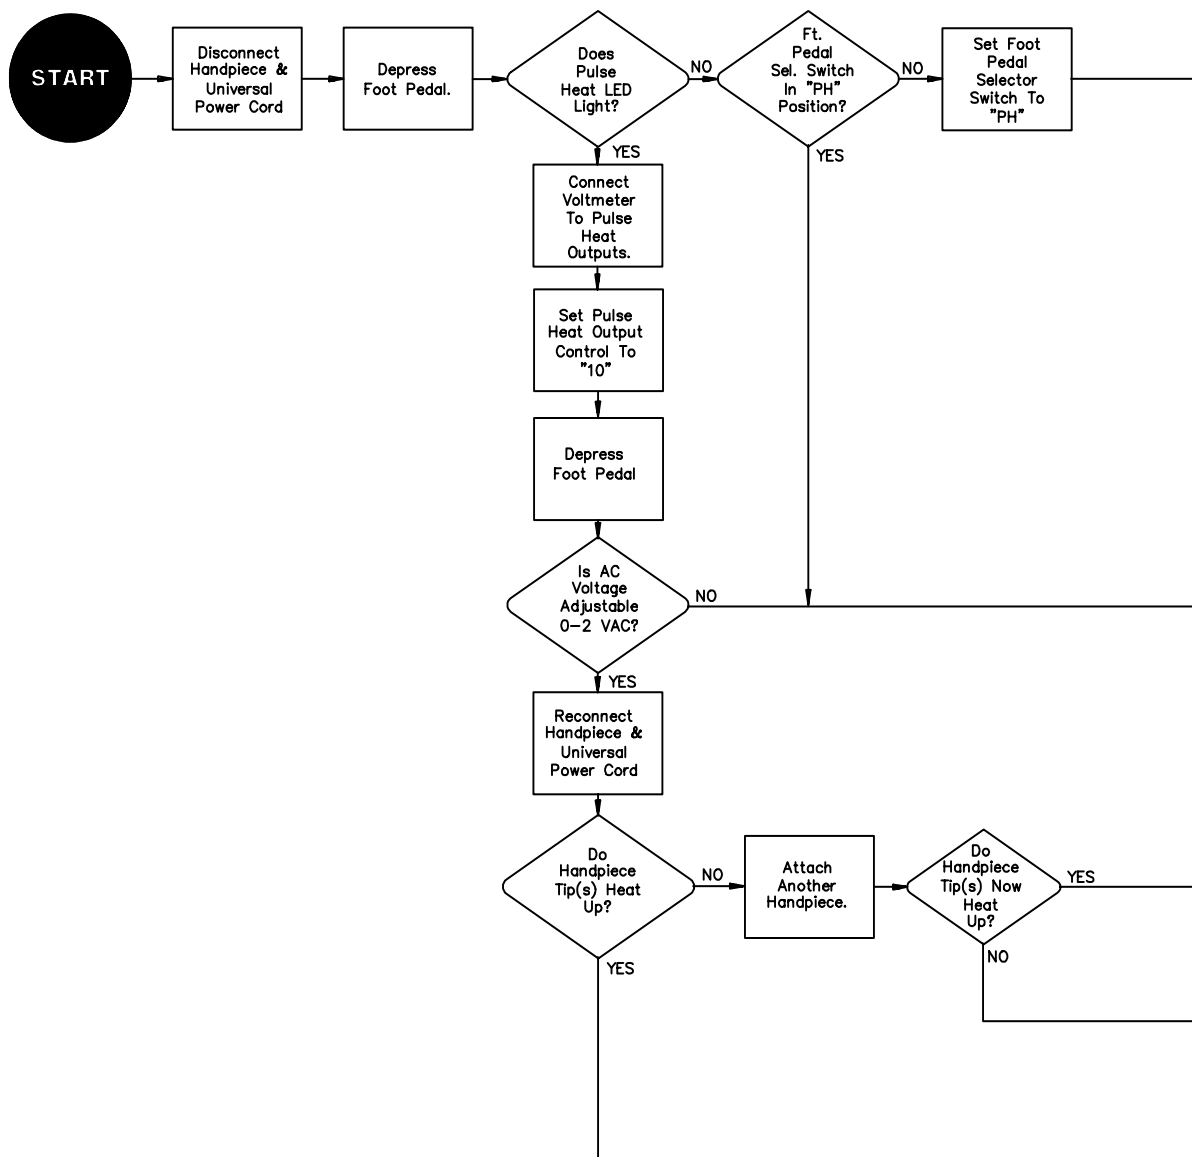 START
Disconnect
Handpiece &
Universal
Power Cord
Depress
Foot Pedal.
Does
Pulse
Heat LED
Light?
NO
YES
Ft.
Pedal
Sel. Switch
In "PH"
Position?
NO
YES
Set Foot
Pedal
Selector
Switch To
"PH"
Connect
Voltmeter
To Pulse
Heat
Outputs.
Set Pulse
Heat Output
Control To
"10"
Depress
Foot Pedal
Is AC
Voltage
Adjustable
0-2 VAC?
NO
YES
Reconnect
Handpiece &
Universal
Power Cord
Do
Handpiece
Tip(s) Heat
Up?
NO
YES
Attach
Another
Handpiece.
Do
Handpiece
Tip(s) Now
Heat
Up?
YES
NO